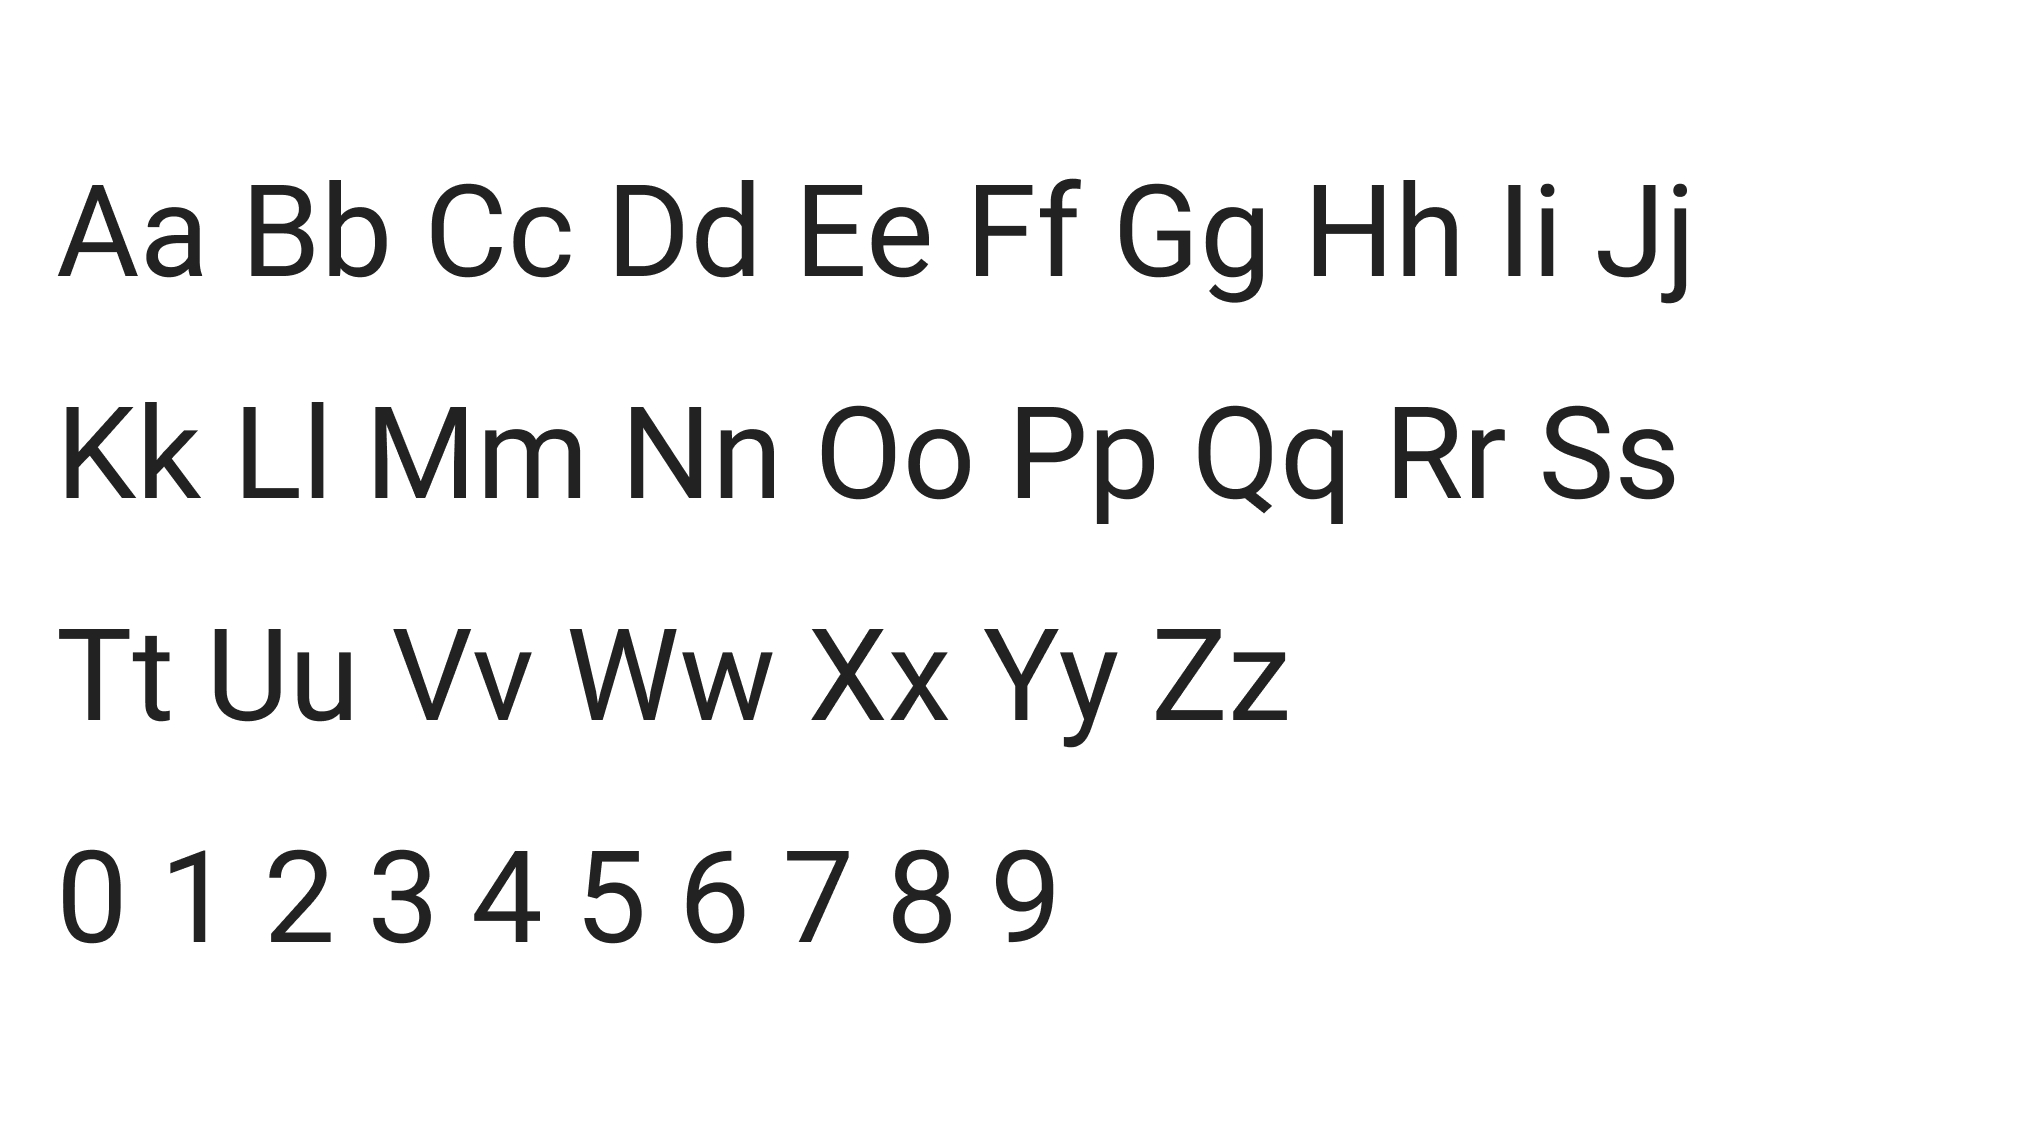 Aa Bb Cc Dd Ee Ff Gg Hh Ii Jj
Kk Ll Mm Nn Oo Pp Qq Rr Ss
Tt Uu Vv Ww Xx Yy Zz
0 1 2 3 4 5 6 7 8 9